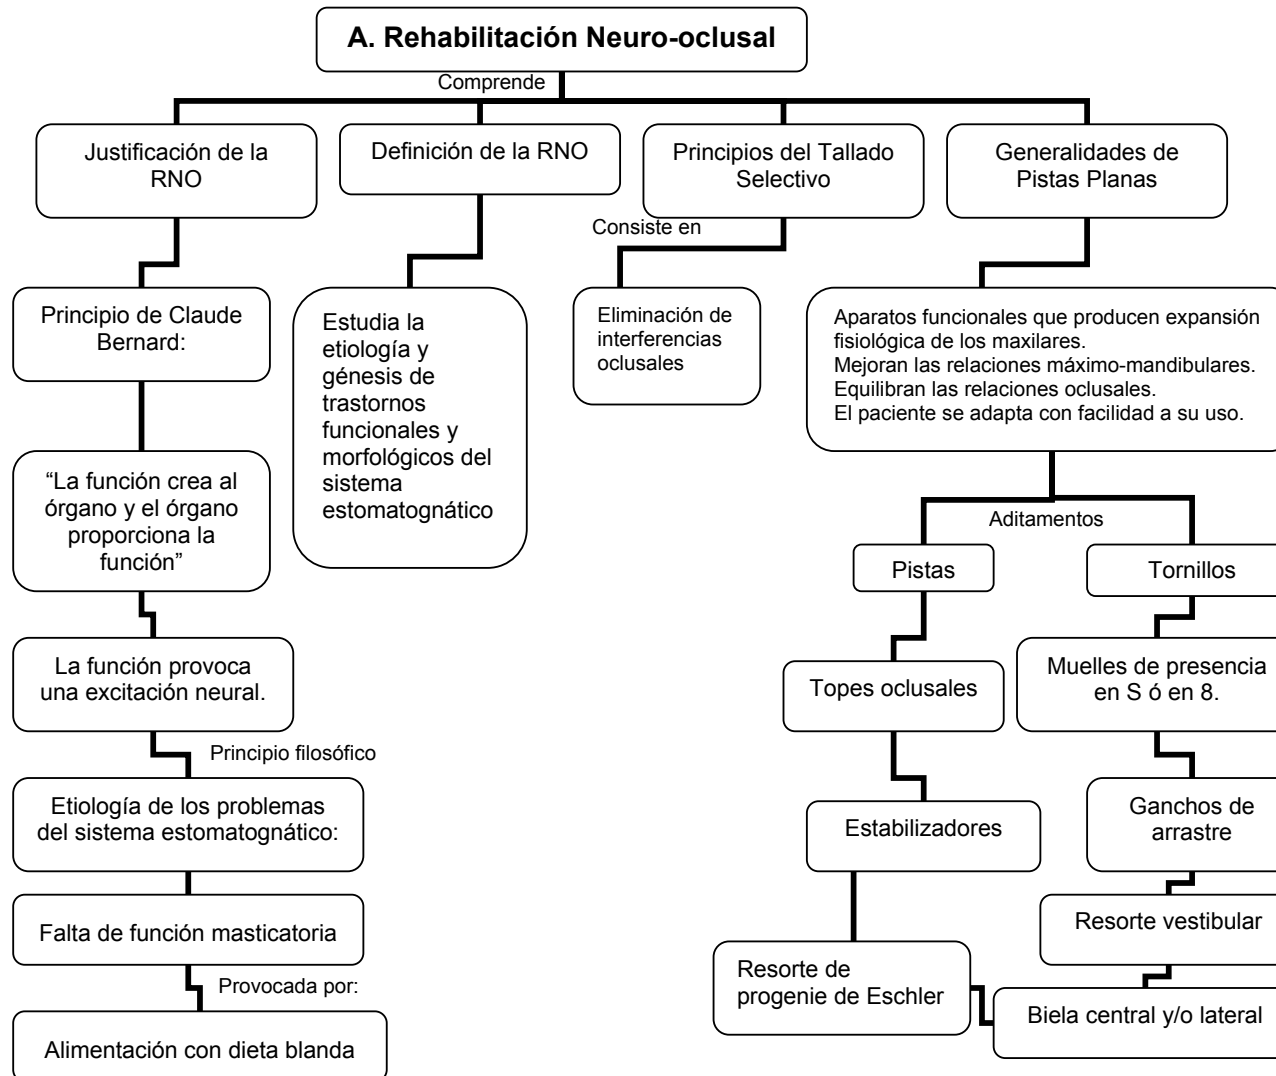 A. Rehabilitación Neuro-oclusal
Comprende
Justificación de la
RNO
Definición de la RNO
Principios del Tallado
Selectivo
Generalidades de
Pistas Planas
Consiste en
Principio de Claude
Bernard:
Estudia la
etiología y
génesis de
trastornos
funcionales y
morfológicos del
sistema
estomatognático
Eliminación de
interferencias
oclusales
Aparatos funcionales que producen expansión
fisiológica de los maxilares.
Mejoran las relaciones máximo-mandibulares.
Equilibran las relaciones oclusales.
El paciente se adapta con facilidad a su uso.
“La función crea al
órgano y el órgano
proporciona la
función”
Aditamentos
Pistas
Tornillos
La función provoca
una excitación neural.
Topes oclusales
Muelles de presencia
en S ó en 8.
Principio filosófico
Etiología de los problemas
del sistema estomatognático:
Estabilizadores
Ganchos de
arrastre
Falta de función masticatoria
Resorte vestibular
Provocada por:
Resorte de
progenie de Eschler
Biela central y/o lateral
Alimentación con dieta blanda